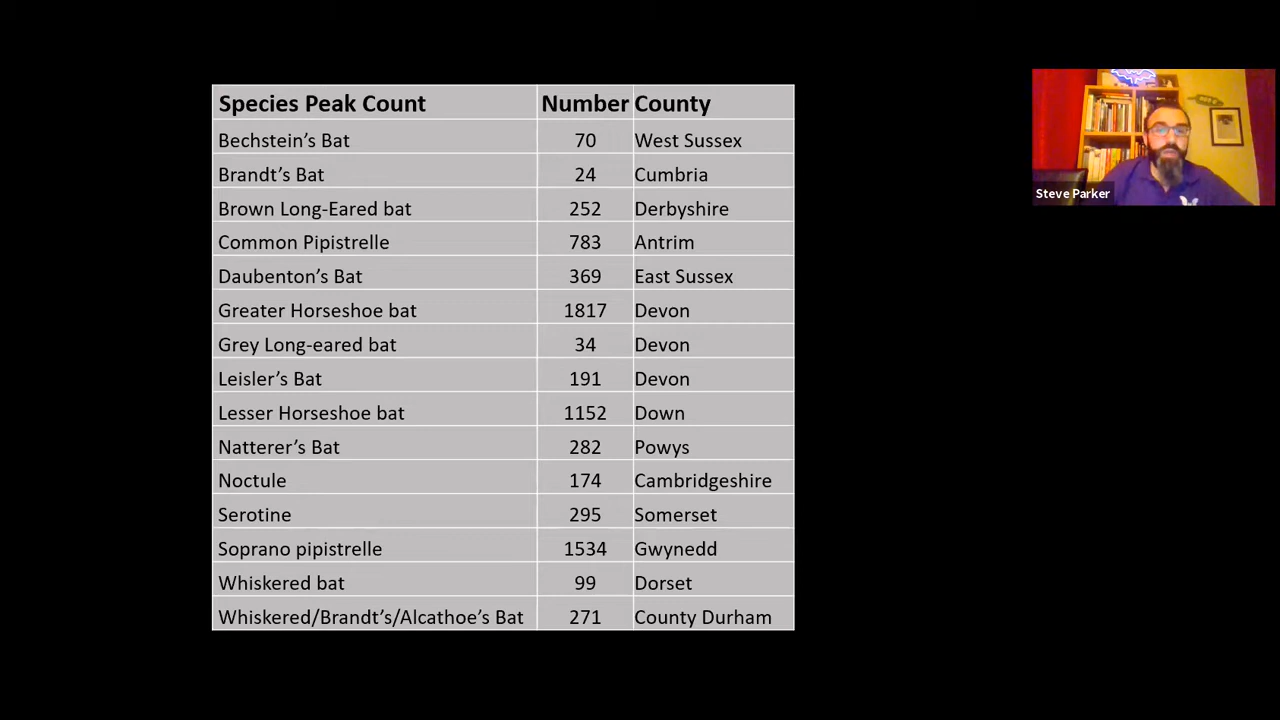 Species Peak Count Number County
Bechstein's Bat 70 West Sussex
Brandt's Bat 24 Cumbria
Brown Long-Eared bat 252 Derbyshire
Common Pipistrelle 783 Antrim
Daubenton's Bat 369 East Sussex
Greater Horseshoe bat 1817 Devon
Grey Long-eared bat 34 Devon
Leisler's Bat 191 Devon
Lesser Horseshoe bat 1152 Down
Natterer's Bat 282 Powys
Noctule 174 Cambridgeshire
Serotine 295 Somerset
Soprano pipistrelle 1534 Gwynedd
Whiskered bat 99 Dorset
Whiskered/Brandt's/Alcathoe's Bat 271 County Durham
Steve Parker